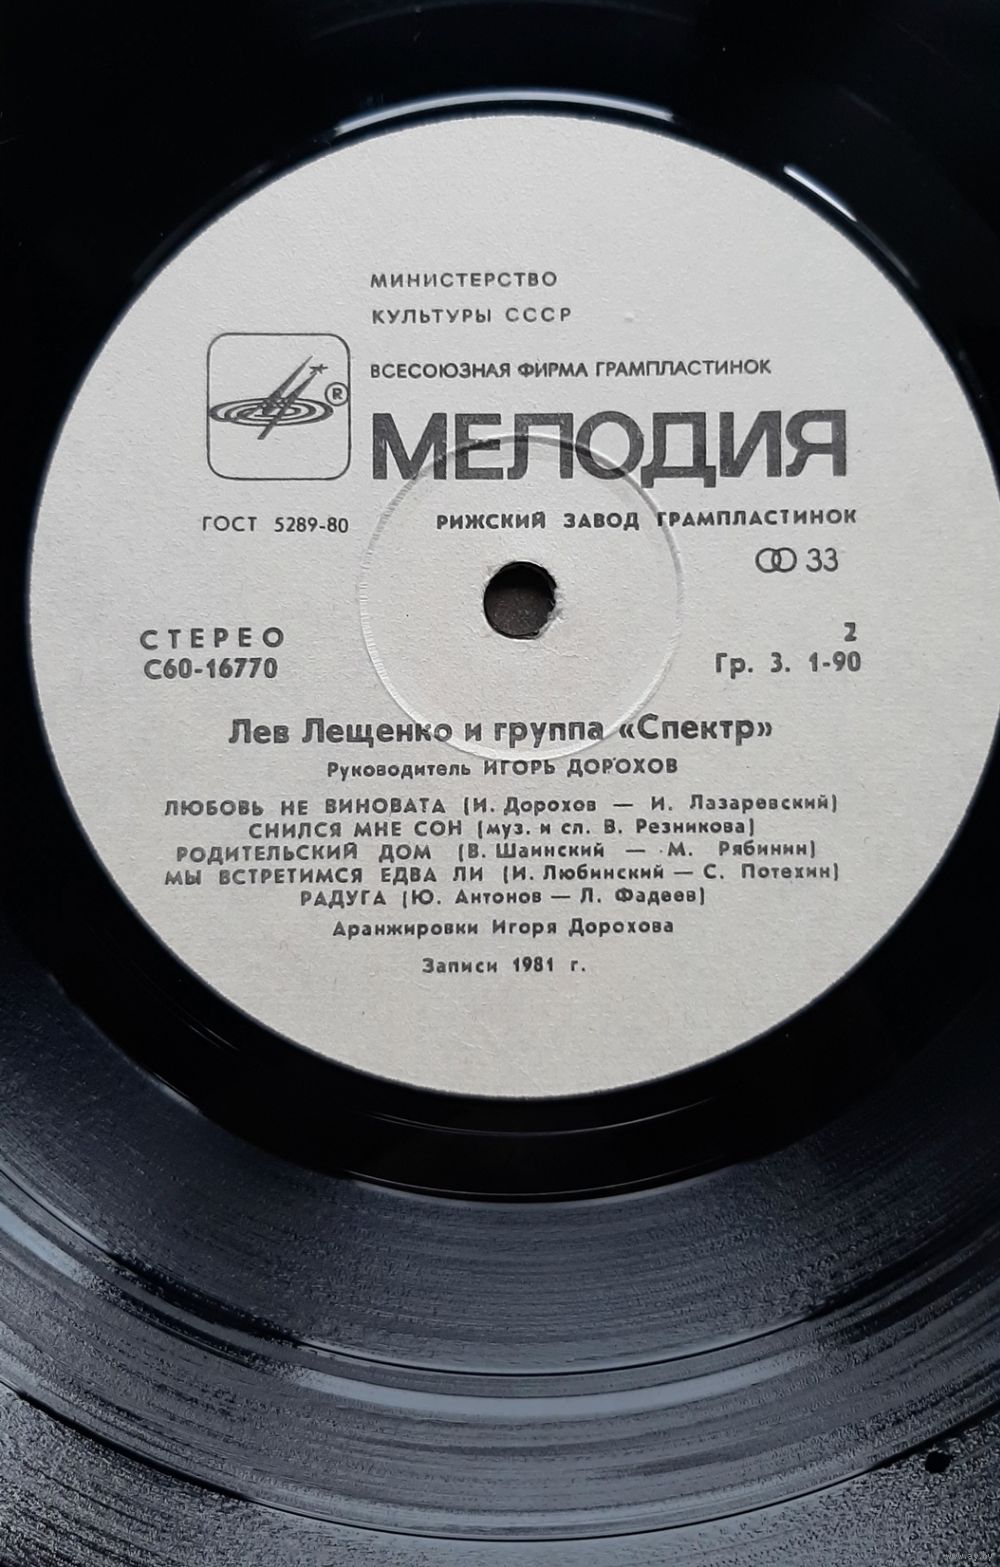 МИНИСТЕРСТВО
КУЛЬТУРЫ СССР
ВСЕСОЮЗНАЯ ФИРМА ГРАМПЛАСТИНОК
®
МЕЛОДИЯ
ГОСТ 5289-80
РИЖСКИЙ ЗАВОД ГРАМПЛАСТИНОК
33
СТЕРЕО
2
С60-16770
Гр. 3. 1-90
Лев Лещенко и группа «Спектр»
Руководитель ИГОРЬ ДОРОХОВ
ЛЮБОВЬ НЕ ВИНОВАТА (И. Дорохов — И. Лазаревский)
СНИЛСЯ МНЕ СОН (муз. и сл. В. Резникова)
РОДИТЕЛЬСКИЙ ДОМ (В. Шаинский — М. Рябинин)
МЫ ВСТРЕТИМСЯ ЕДВА ЛИ (И. Любинский — С. Потехин)
РАДУГА (Ю. Антонов — Л. Фадеев)
Аранжировки Игоря Дорохова
Записи 1981 г.